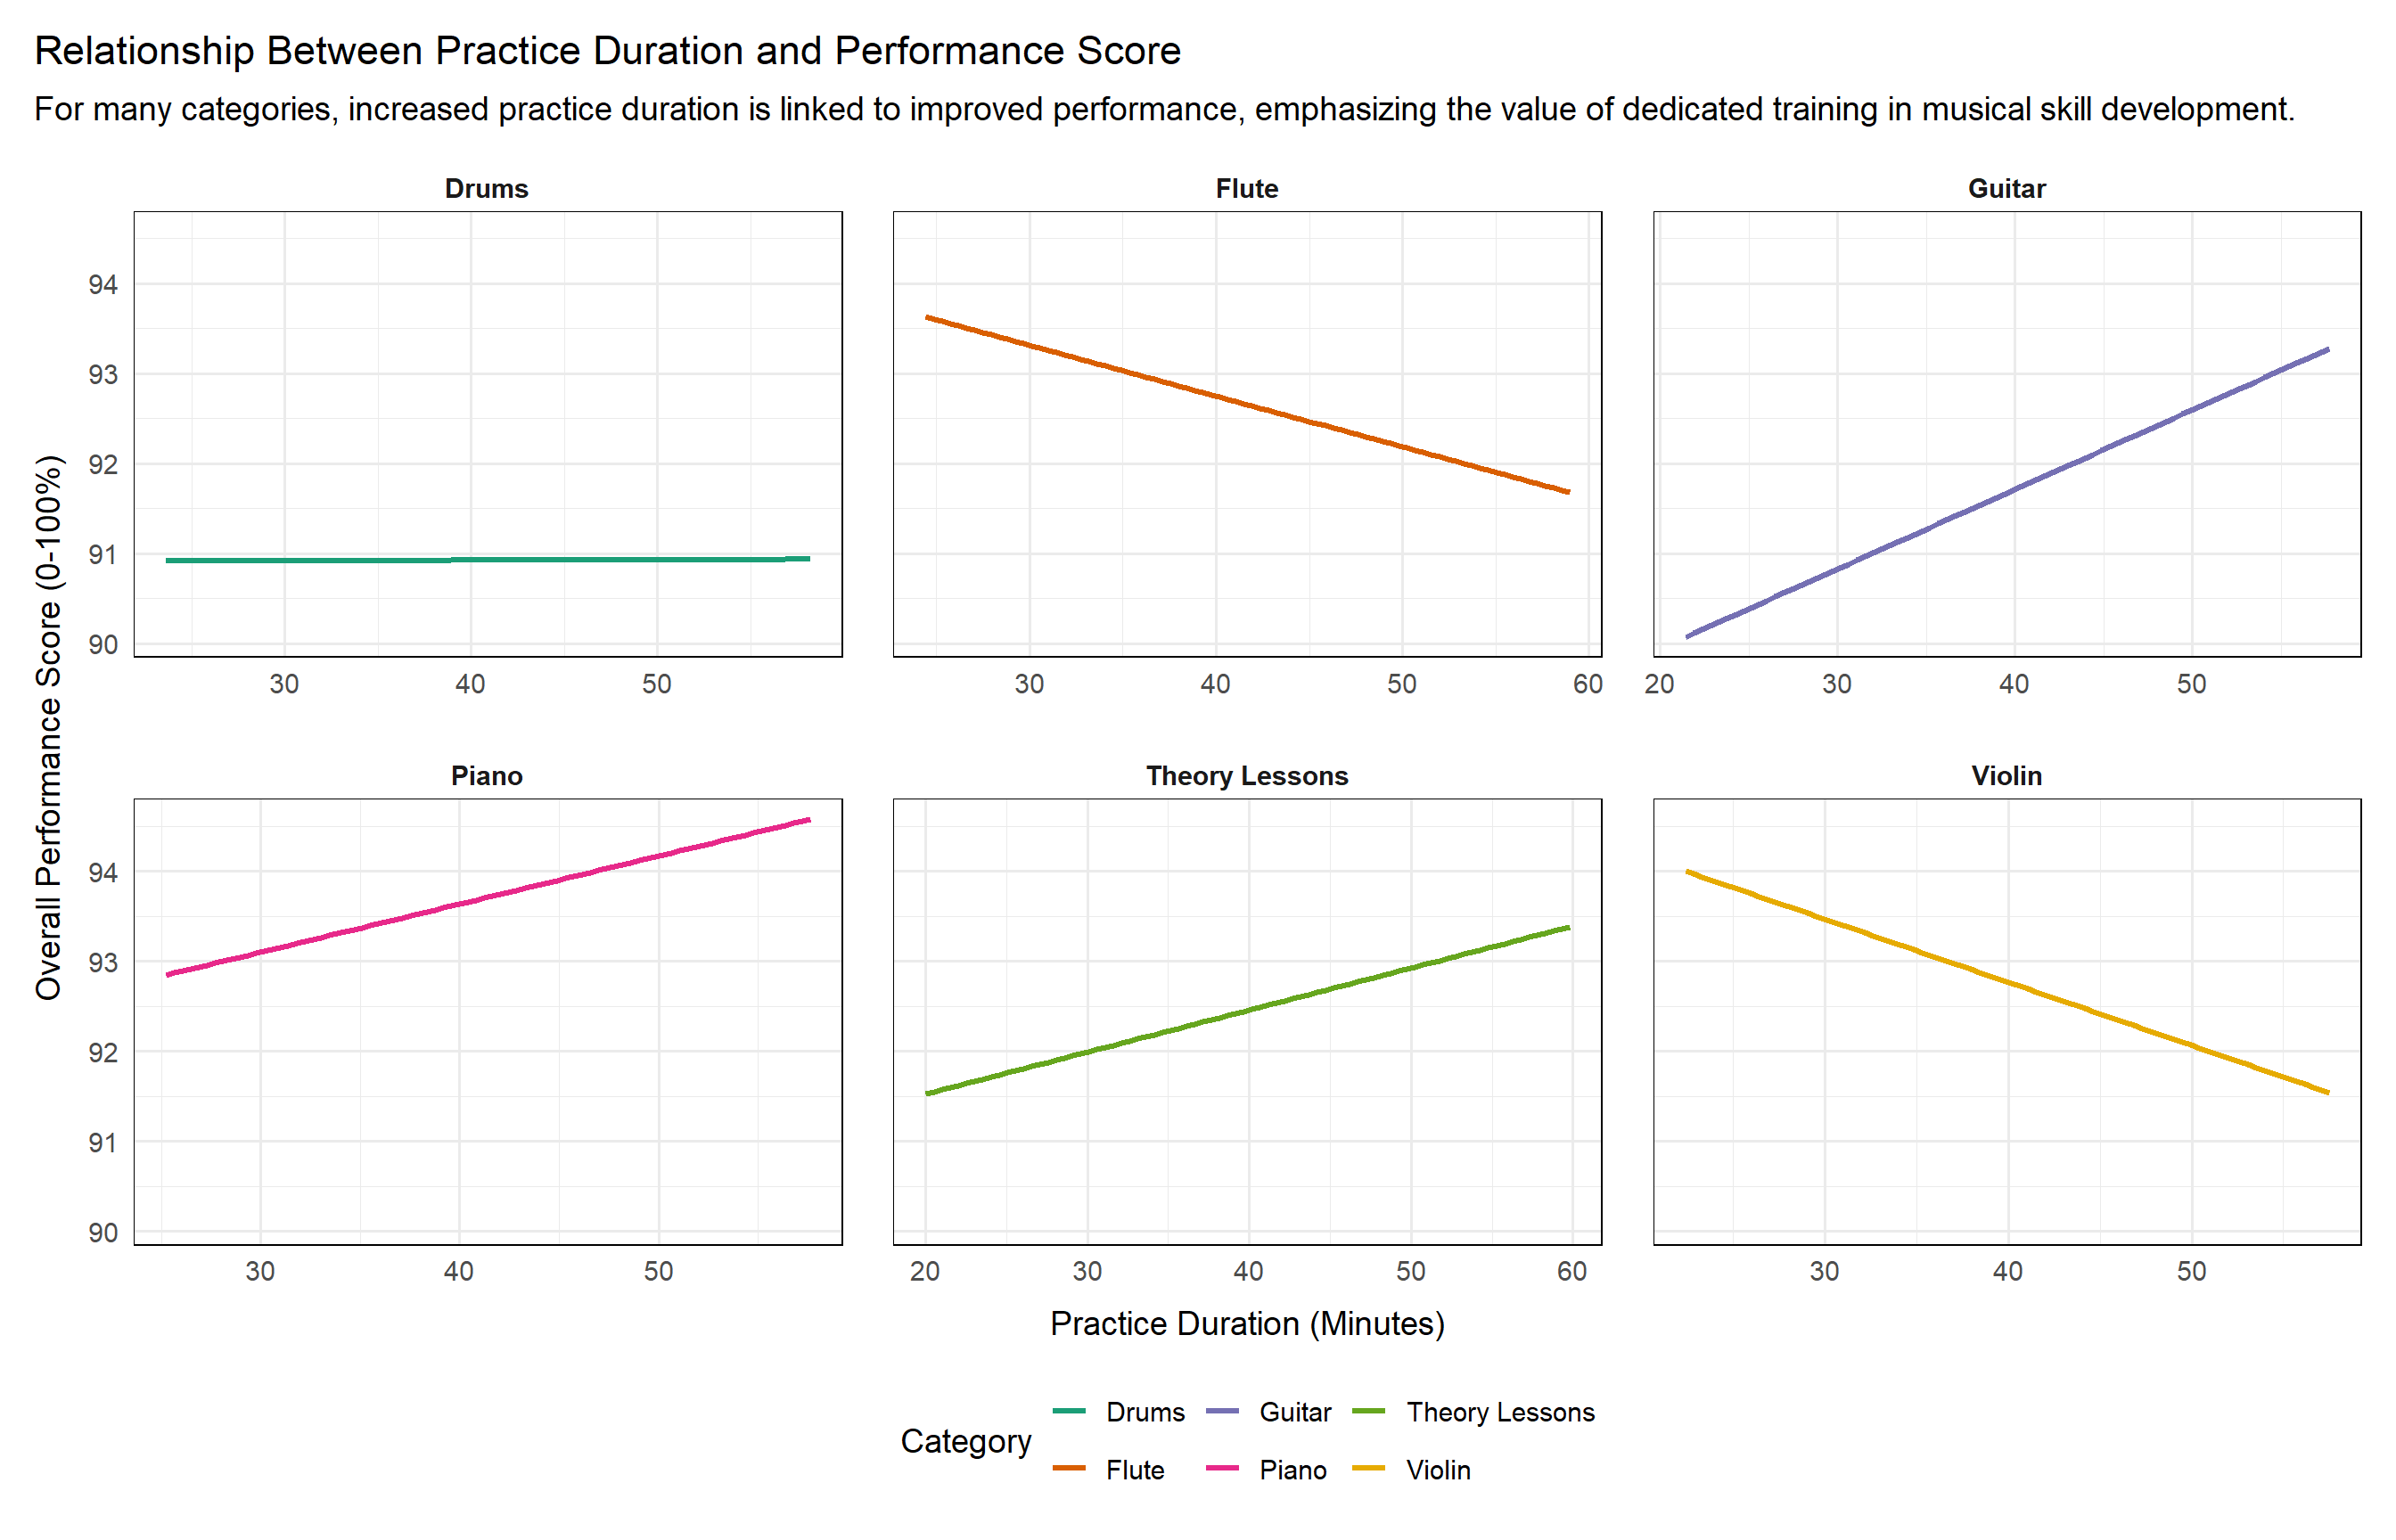 Relationship Between Practice Duration and Performance Score
For many categories, increased practice duration is linked to improved performance, emphasizing the value of dedicated training in musical skill development.
Overall Performance Score (0-100%)
Drums
Flute
Guitar
94
93
92
91
90
30 40 50
30 40 50 60
20 30 40 50
Piano
Theory Lessons
Violin
94
93
92
91
90
30 40 50
20 30 40 50 60
30 40 50
Practice Duration (Minutes)
Category
Drums
Guitar
Theory Lessons
Flute
Piano
Violin